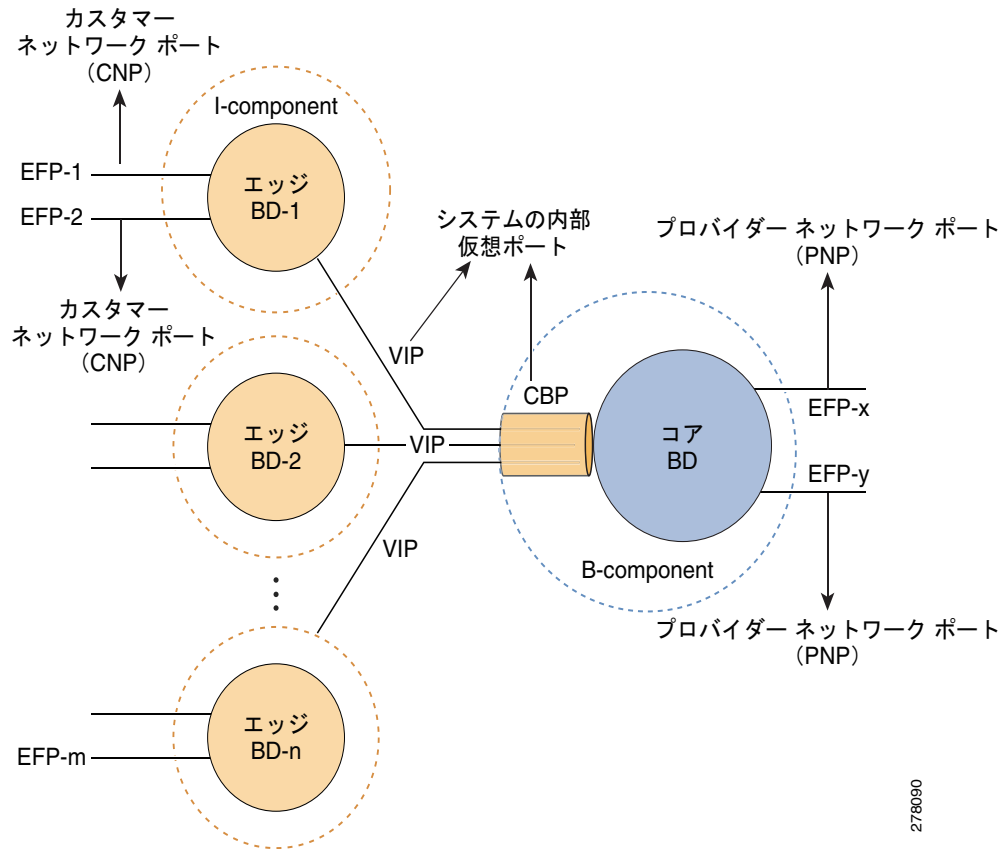 カスタマー
ネットワーク ポート
（CNP）
I-component
EFP-1
エッジ
BD-1
EFP-2
カスタマー
ネットワーク ポート
（CNP）
システムの内部
仮想ポート
プロバイダー ネットワーク ポート
（PNP）
VIP
CBP
EFP-x
エッジ
BD-2
VIP
コア
BD
EFP-y
VIP
B-component
プロバイダー ネットワーク ポート
（PNP）
エッジ
BD-n
EFP-m
278090